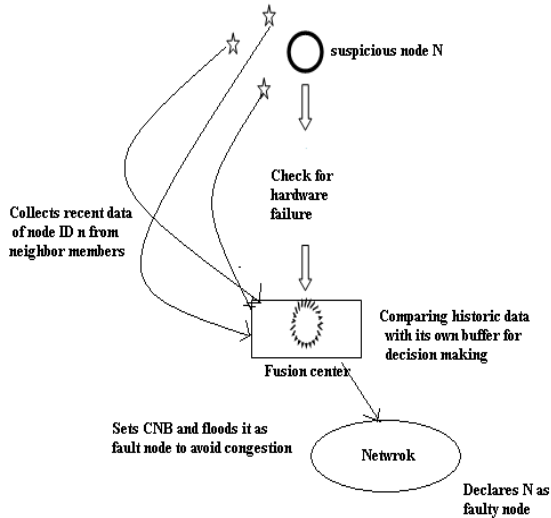 suspicious node N
Check for
hardware
failure
Collects recent data
of node ID n from
neighbor members
Comparing historic data
with its own buffer for
decision making
Fusion center
Sets CNB and floods it as
fault node to avoid congestion
Netwrok
Declares N as
faulty node